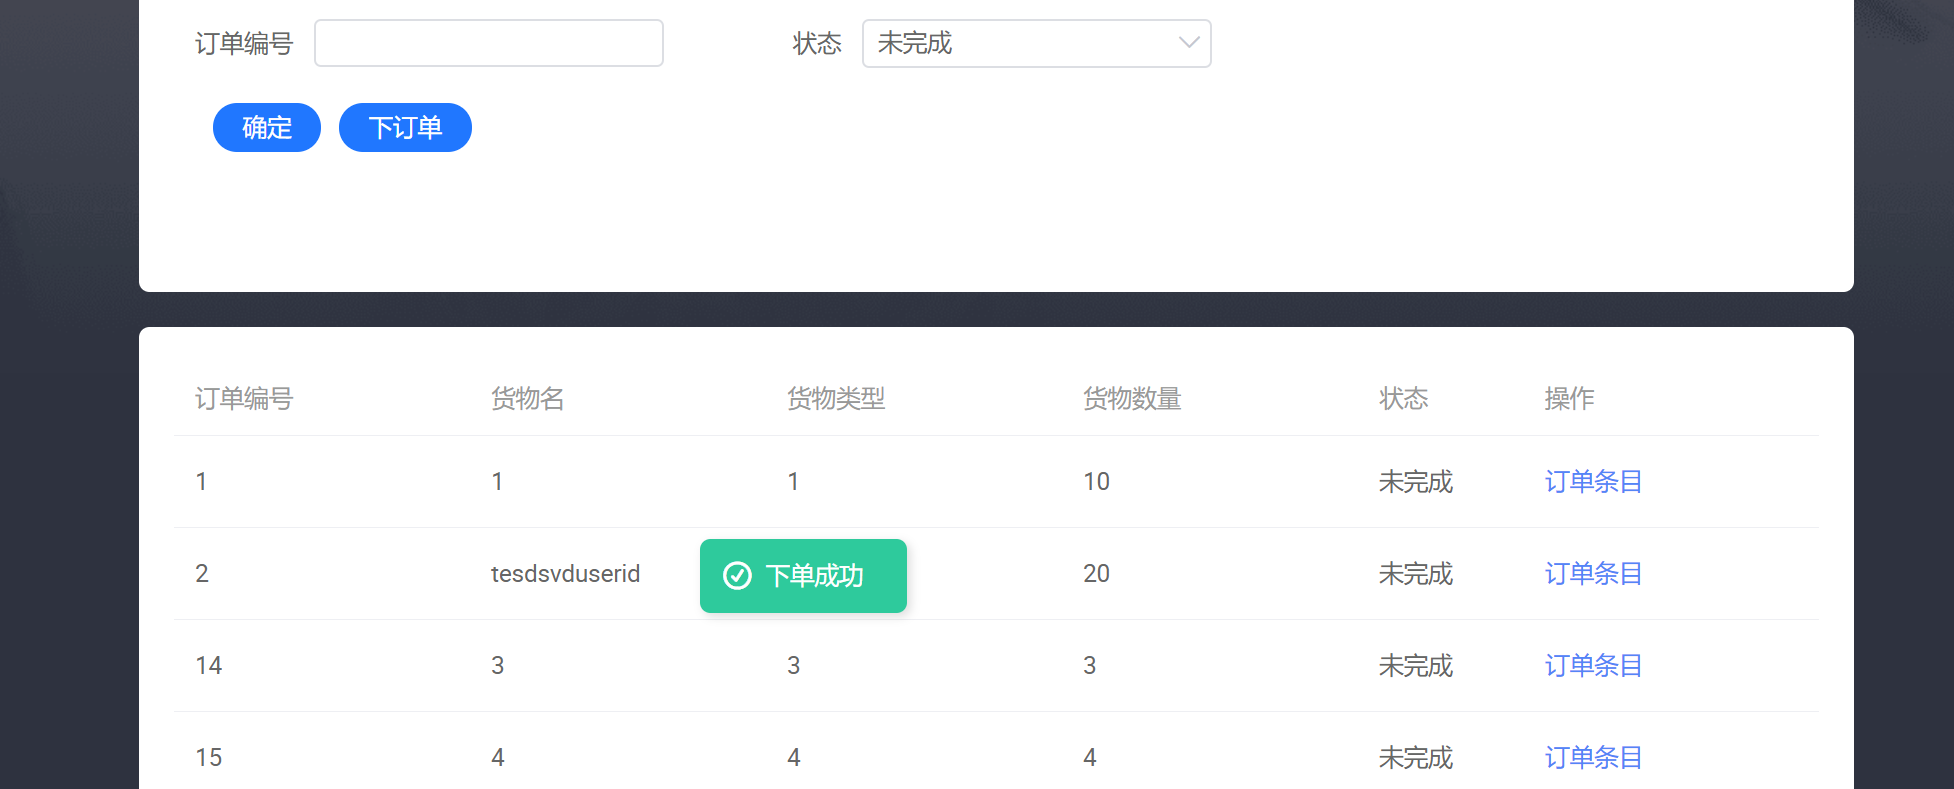 订单编号 状态 未完成
确定 下订单
订单编号 货物名 货物类型 货物数量 状态 操作
1 1 1 10 未完成 订单条目
2 tesdsvduserid 下单成功 20 未完成 订单条目
14 3 3 3 未完成 订单条目
15 4 4 4 未完成 订单条目